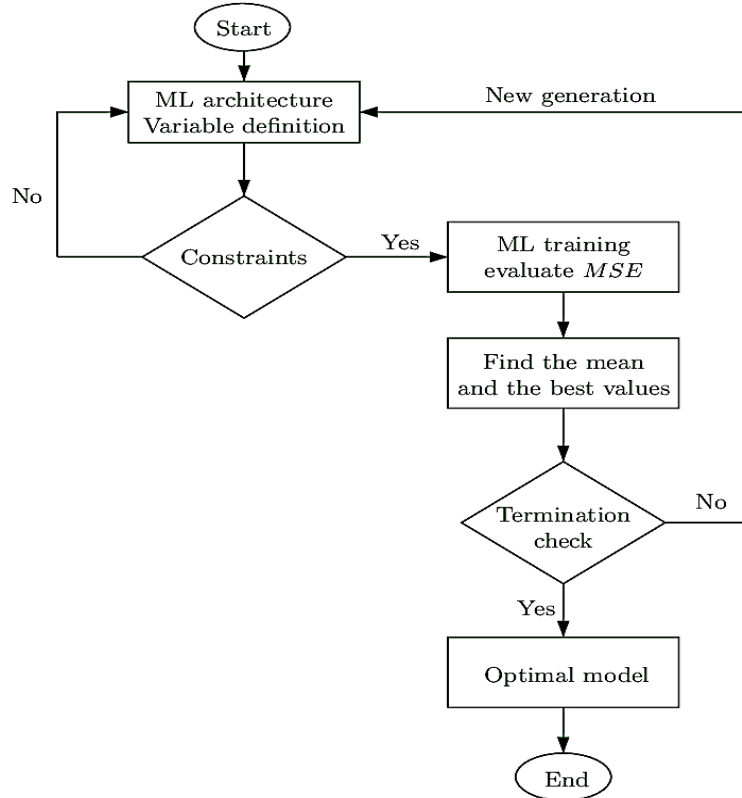 Start
ML architecture
Variable definition
New generation
No
Constraints
Yes
ML training
evaluate MSE
Find the mean
and the best values
Termination
check
No
Yes
Optimal model
End